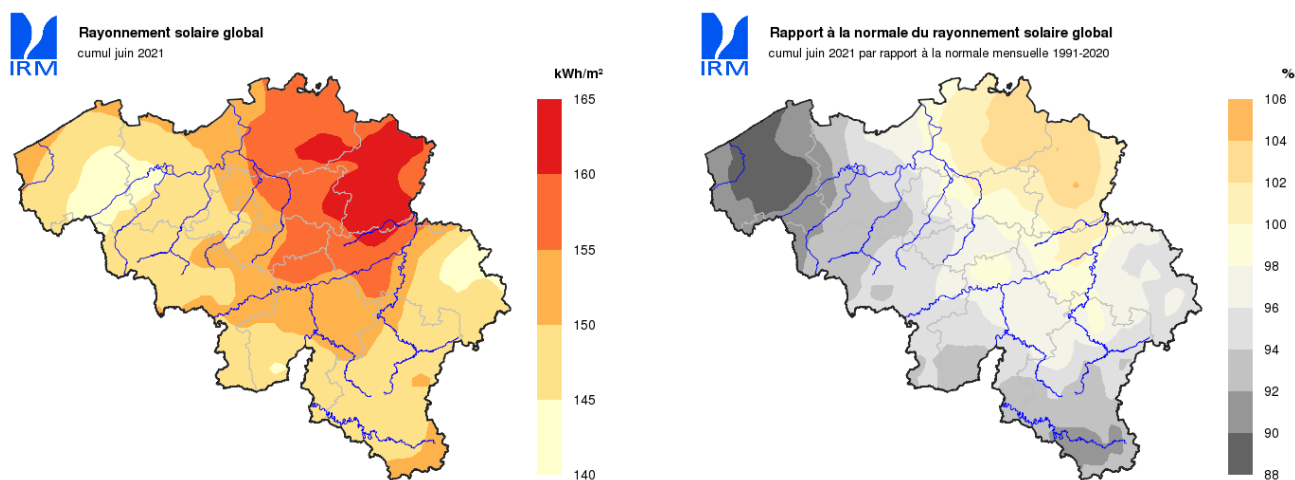 IRM
Rayonnement solaire global
cumul juin 2021
kWh/m²
165
160
155
150
145
140
IRM
Rapport à la normale du rayonnement solaire global
cumul juin 2021 par rapport à la normale mensuelle 1991-2020
%
106
104
102
100
98
96
94
92
90
88